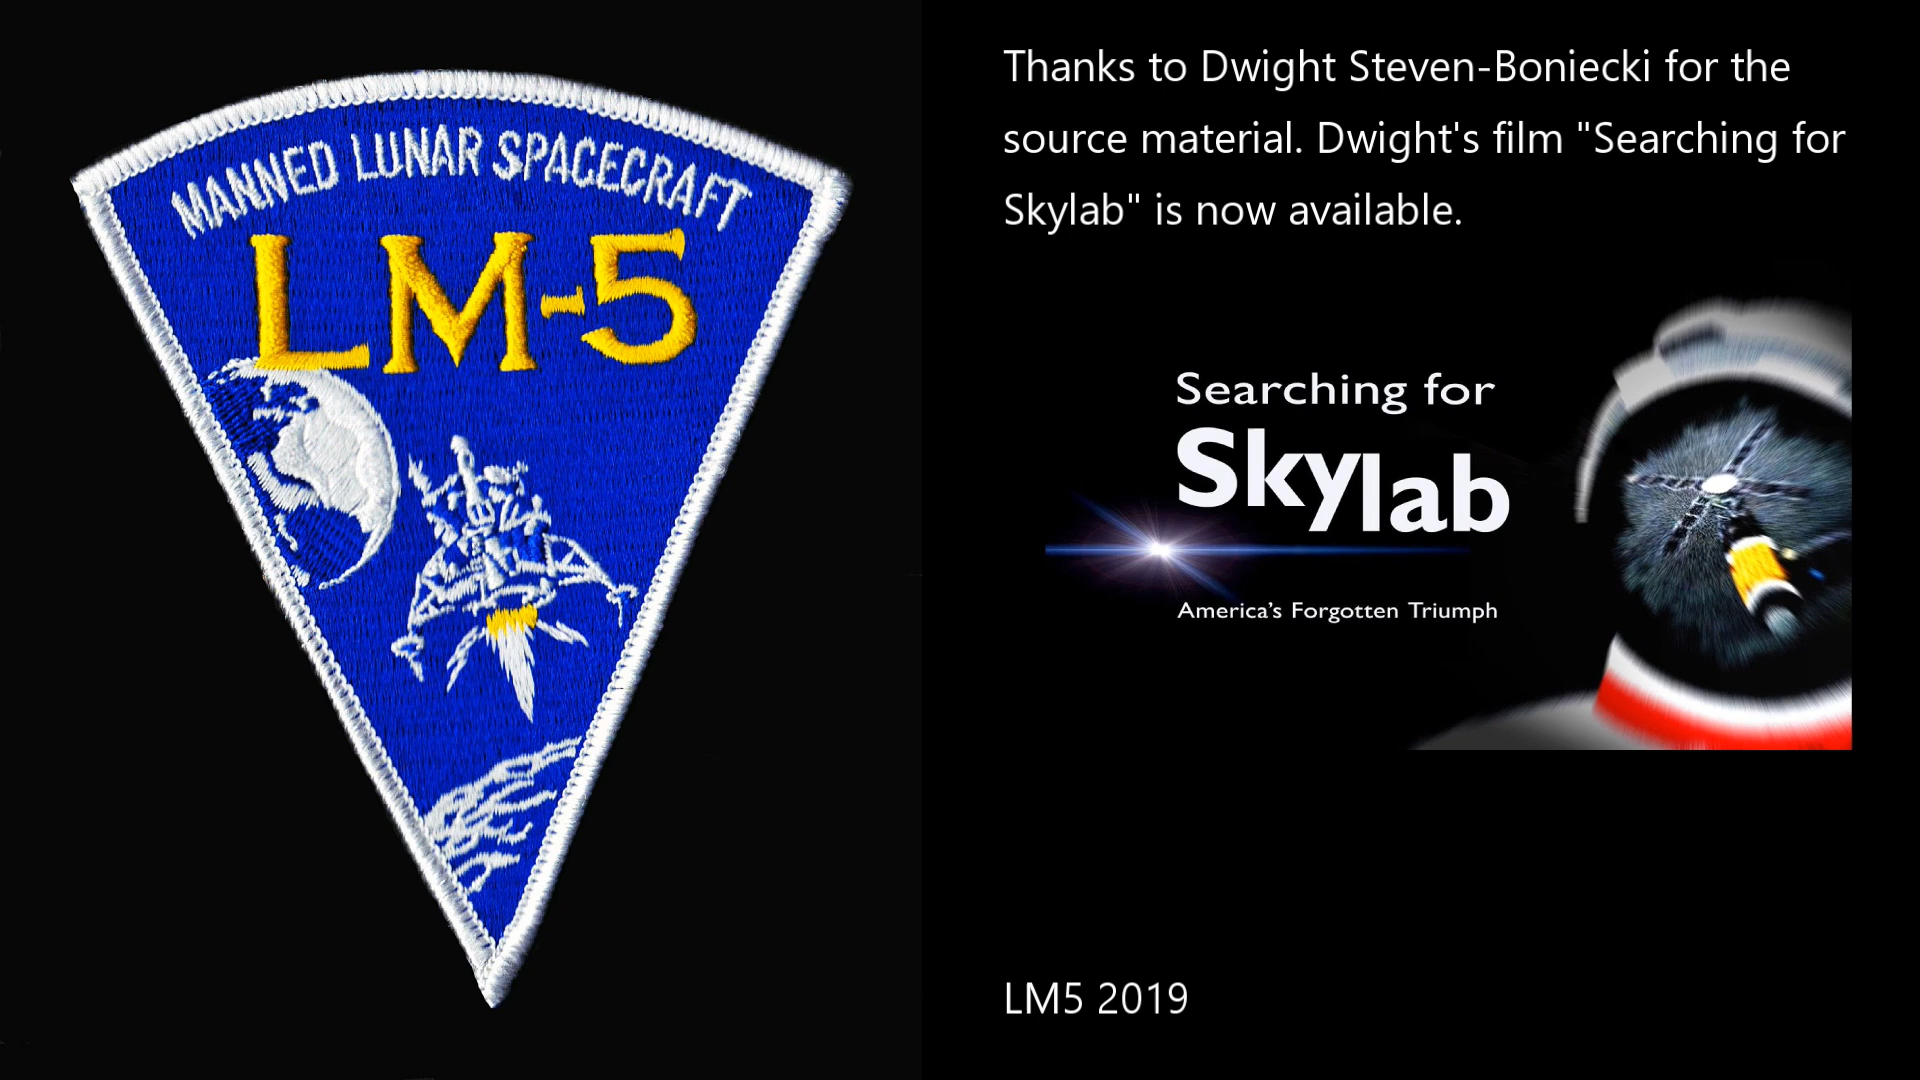 MANNED LUNAR SPACECRAFT
LM-5
Thanks to Dwight Steven-Boniecki for the
source material. Dwight's film "Searching for
Skylab" is now available.
Searching for
Skylab
America's Forgotten Triumph
LM5 2019